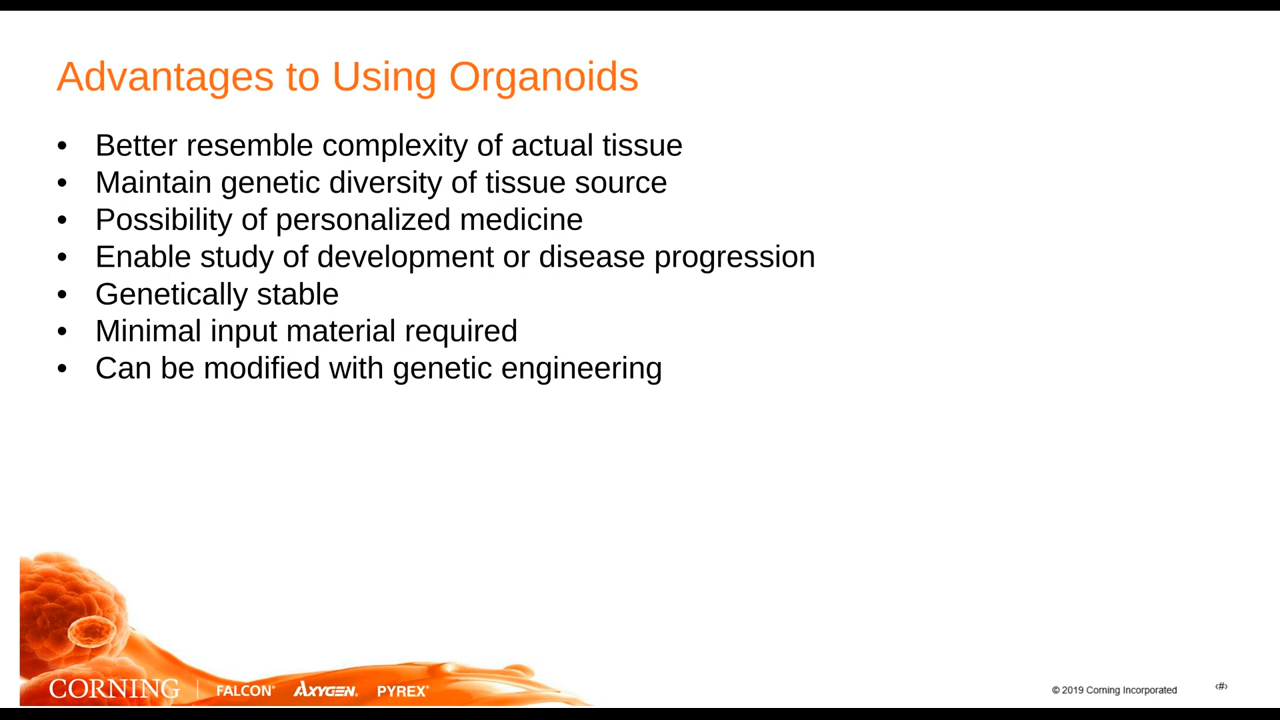 Advantages to Using Organoids
• Better resemble complexity of actual tissue
• Maintain genetic diversity of tissue source
• Possibility of personalized medicine
• Enable study of development or disease progression
• Genetically stable
• Minimal input material required
• Can be modified with genetic engineering
CORNING | FALCON® AXYGEN® PYREX®
© 2019 Corning Incorporated ‹#›